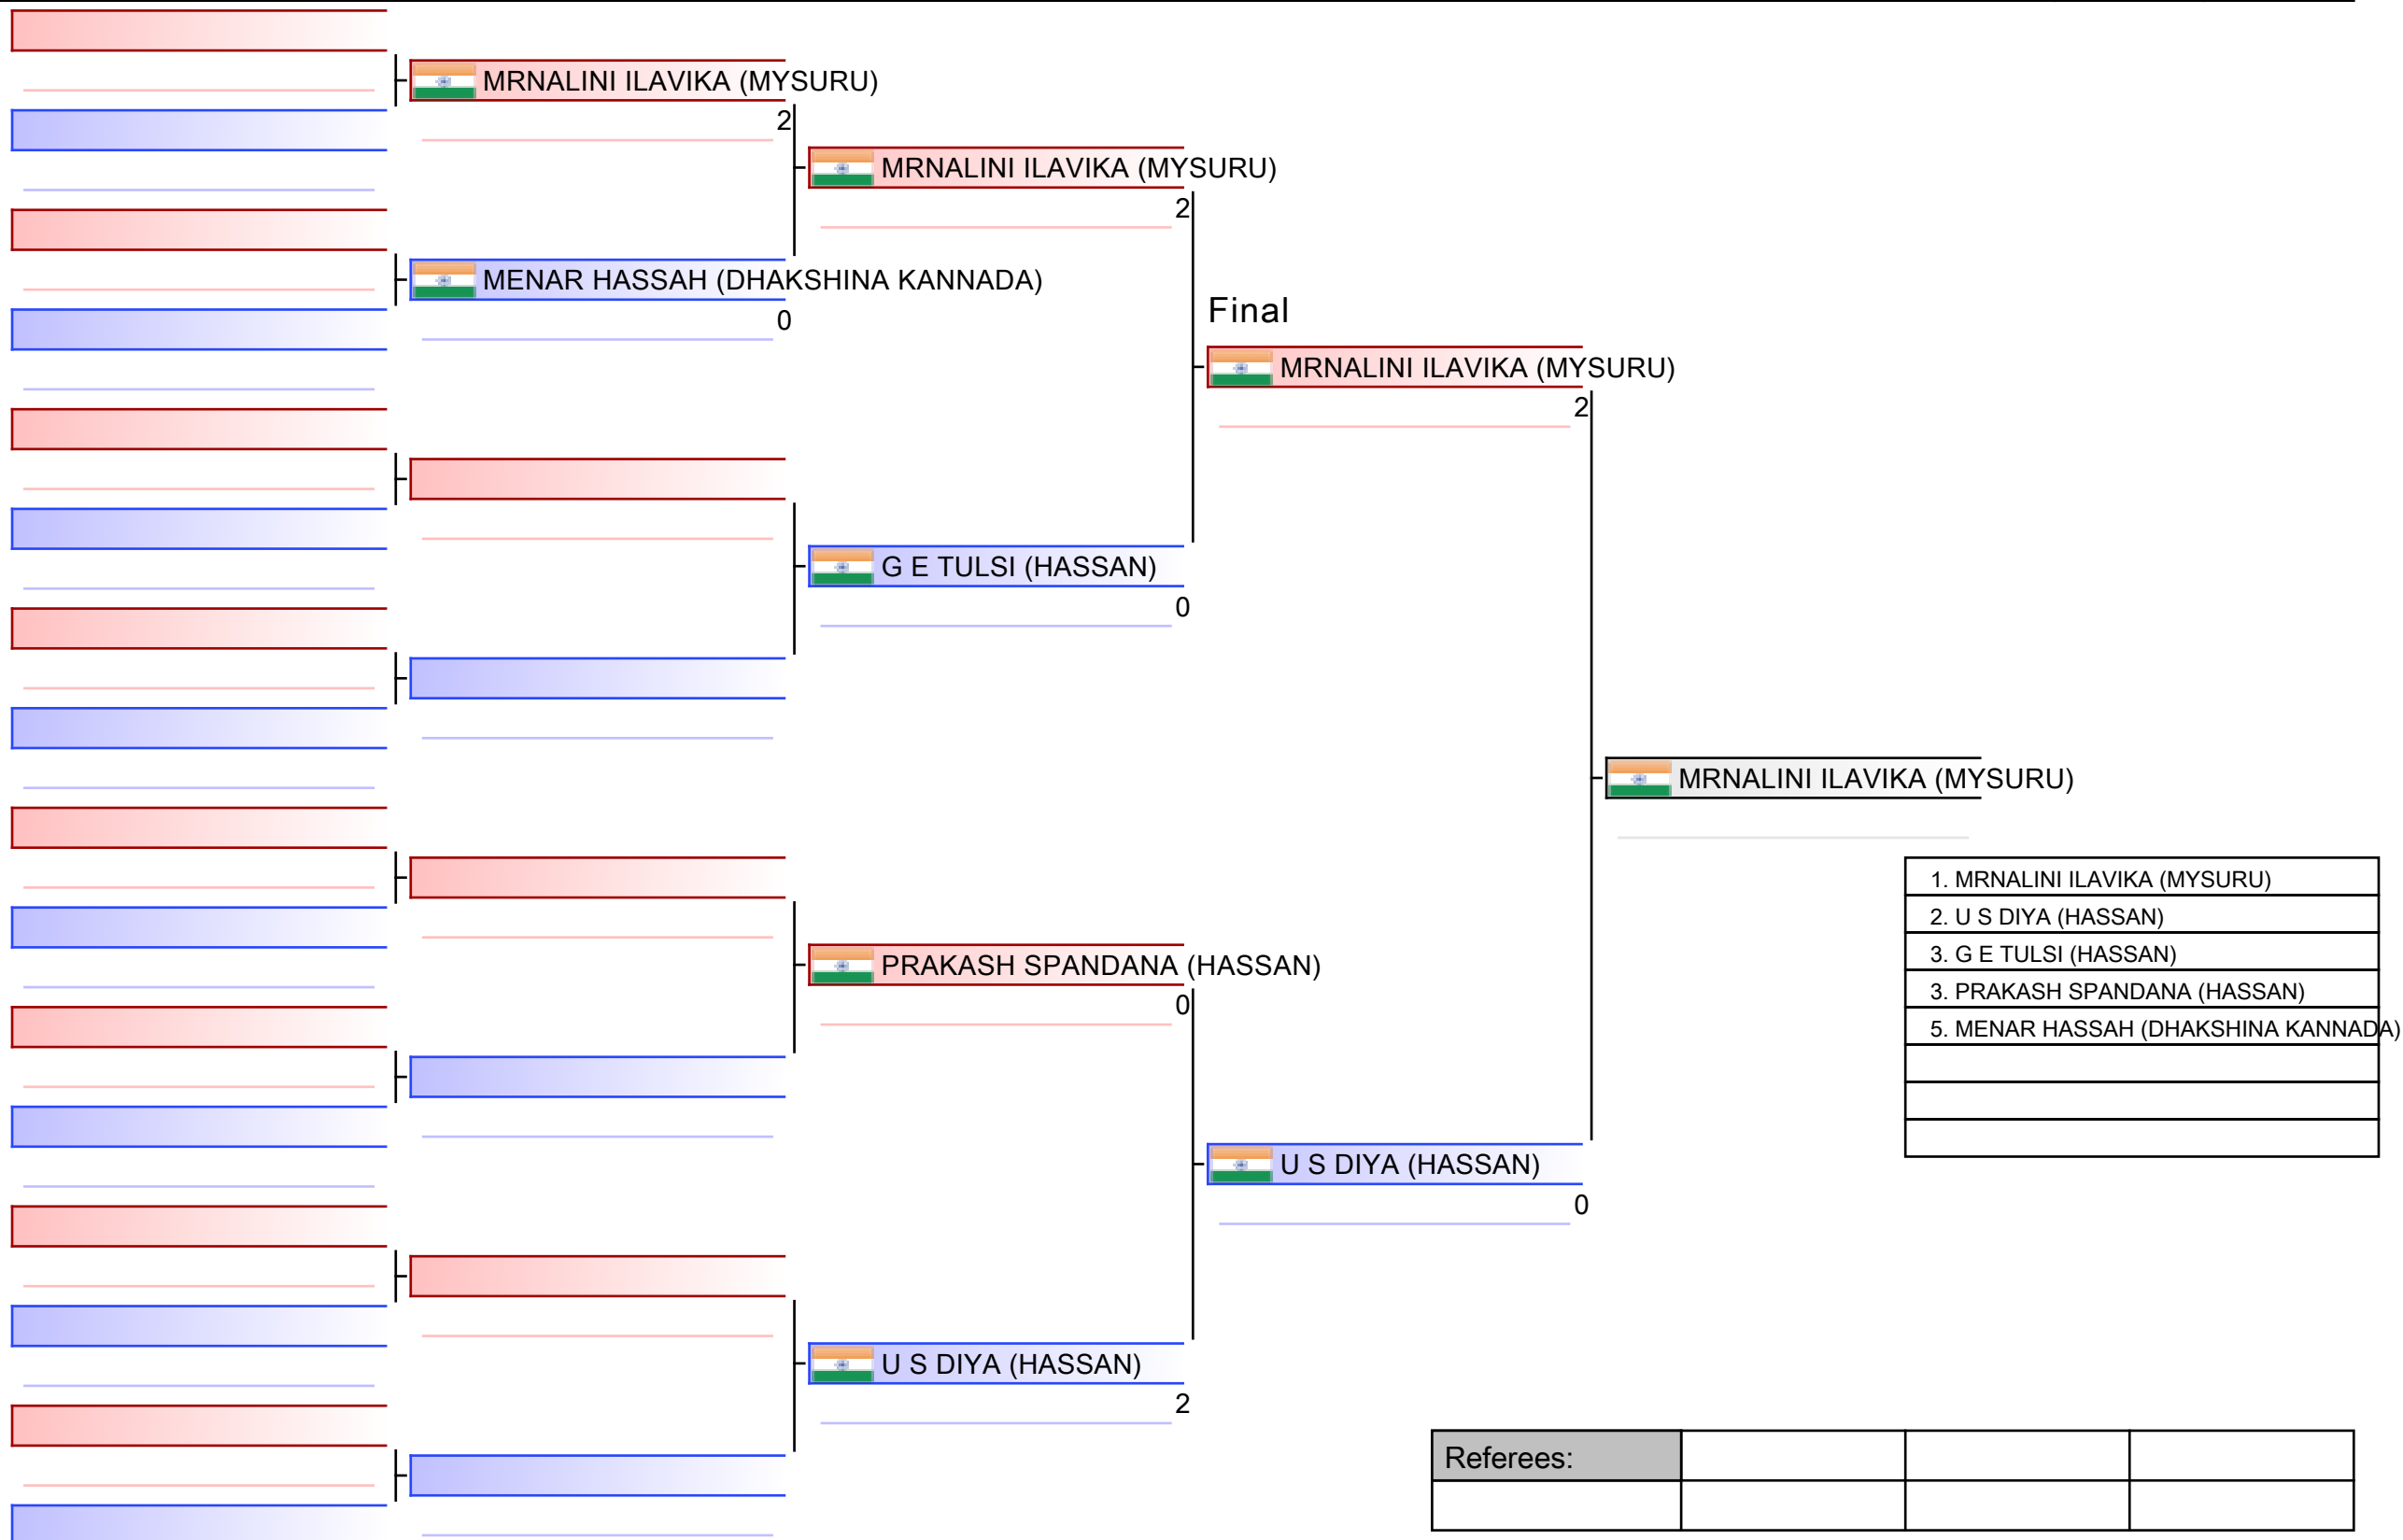 MRNALINI ILAVIKA (MYSURU)
2
MRNALINI ILAVIKA (MYSURU)
2
MENAR HASSAH (DHAKSHINA KANNADA)
0
Final
MRNALINI ILAVIKA (MYSURU)
2
G E TULSI (HASSAN)
0
MRNALINI ILAVIKA (MYSURU)
1. MRNALINI ILAVIKA (MYSURU)
2. U S DIYA (HASSAN)
3. G E TULSI (HASSAN)
3. PRAKASH SPANDANA (HASSAN)
5. MENAR HASSAH (DHAKSHINA KANNADA)
PRAKASH SPANDANA (HASSAN)
0
U S DIYA (HASSAN)
0
U S DIYA (HASSAN)
2
Referees: